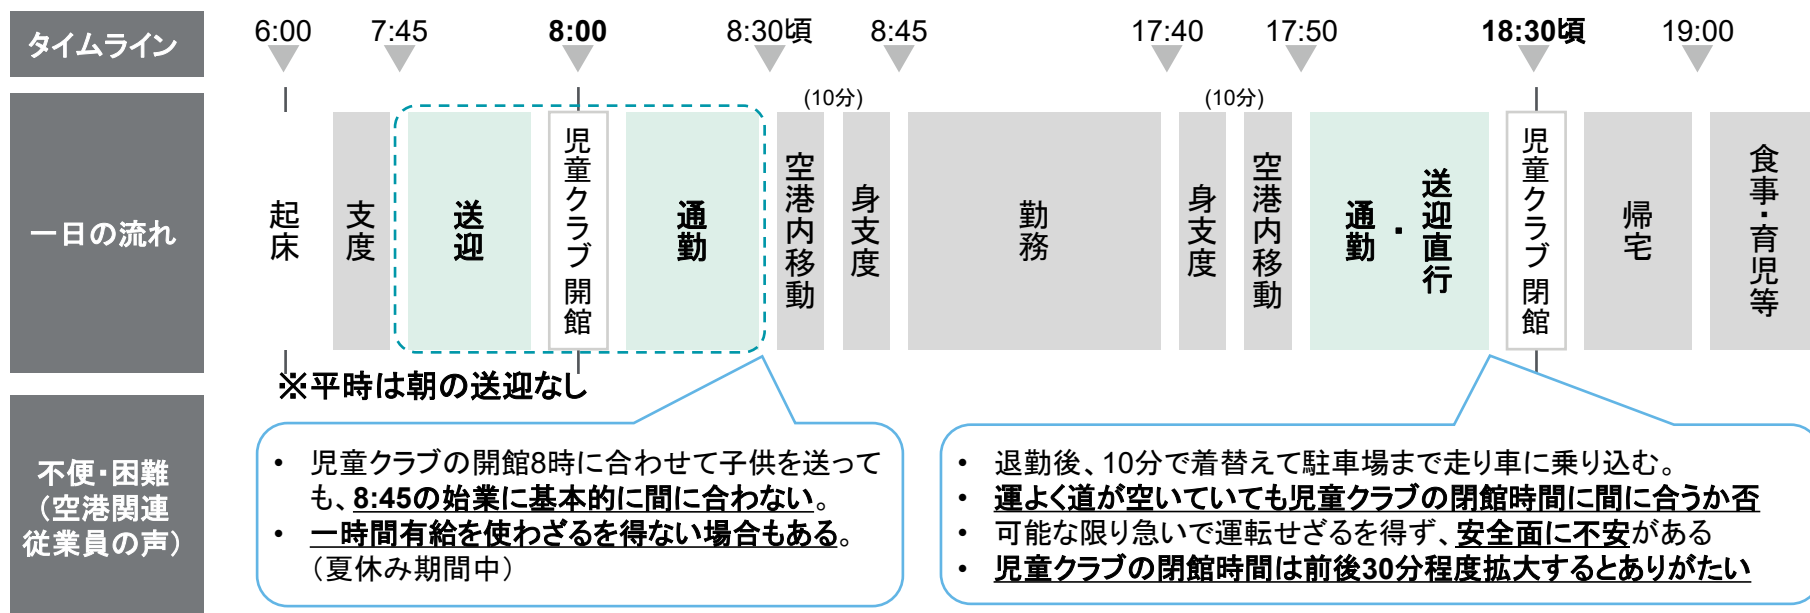 タイムライン
6:00
7:45
8:00
8:30頃
8:45
17:40
17:50
18:30頃
19:00
一日の流れ
起床
支度
送迎
児童クラブ開館
通勤
(10分)
空港内移動
身支度
勤務
(10分)
身支度
空港内移動
通勤・送迎直行
児童クラブ閉館
帰宅
食事・育児等
※平時は朝の送迎なし
不便・困難
（空港関連
従業員の声）
• 児童クラブの開館8時に合わせて子供を送って
も、8:45の始業に基本的に間に合わない。
• 一時間有給を使わざるを得ない場合もある。
（夏休み期間中）
• 退勤後、10分で着替えて駐車場まで走り車に乗り込む。
• 運よく道が空いていても児童クラブの閉館時間に間に合うか否
• 可能な限り急いで運転せざるを得ず、安全面に不安がある
• 児童クラブの閉館時間は前後30分程度拡大するとありがたい